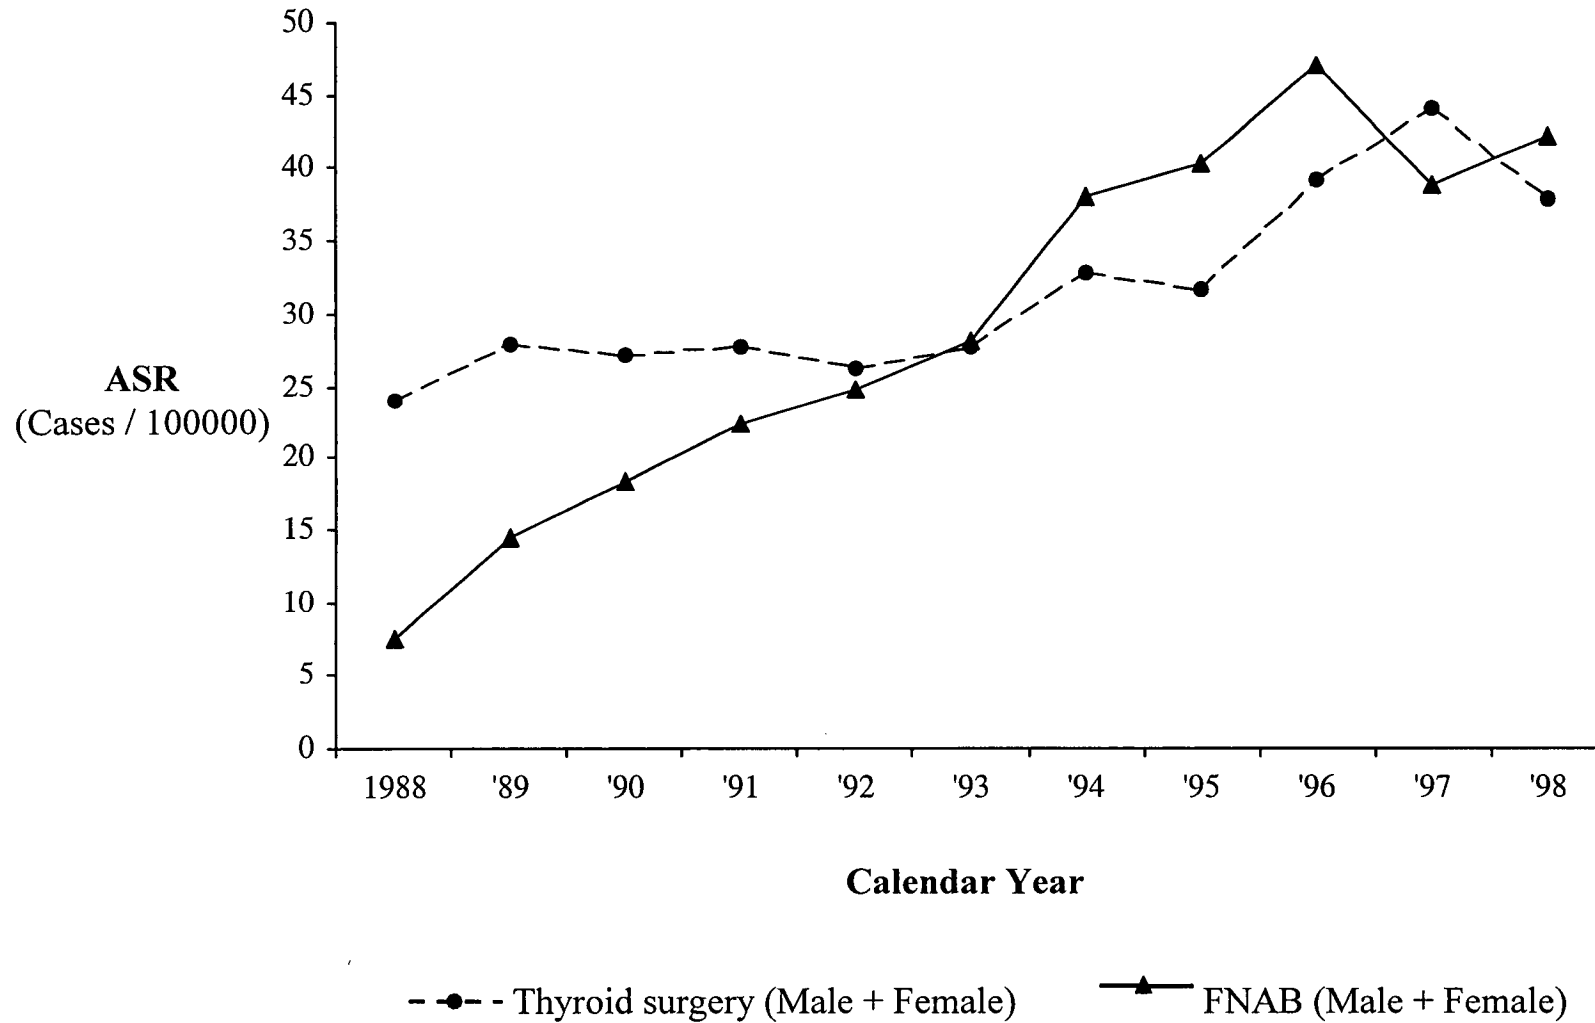 50
45
40
35
30
25
20
15
10
5
0
ASR
(Cases / 100000)
1988 '89 '90 '91 '92 '93 '94 '95 '96 '97 '98
Calendar Year
Thyroid surgery (Male + Female) FNAB (Male + Female)